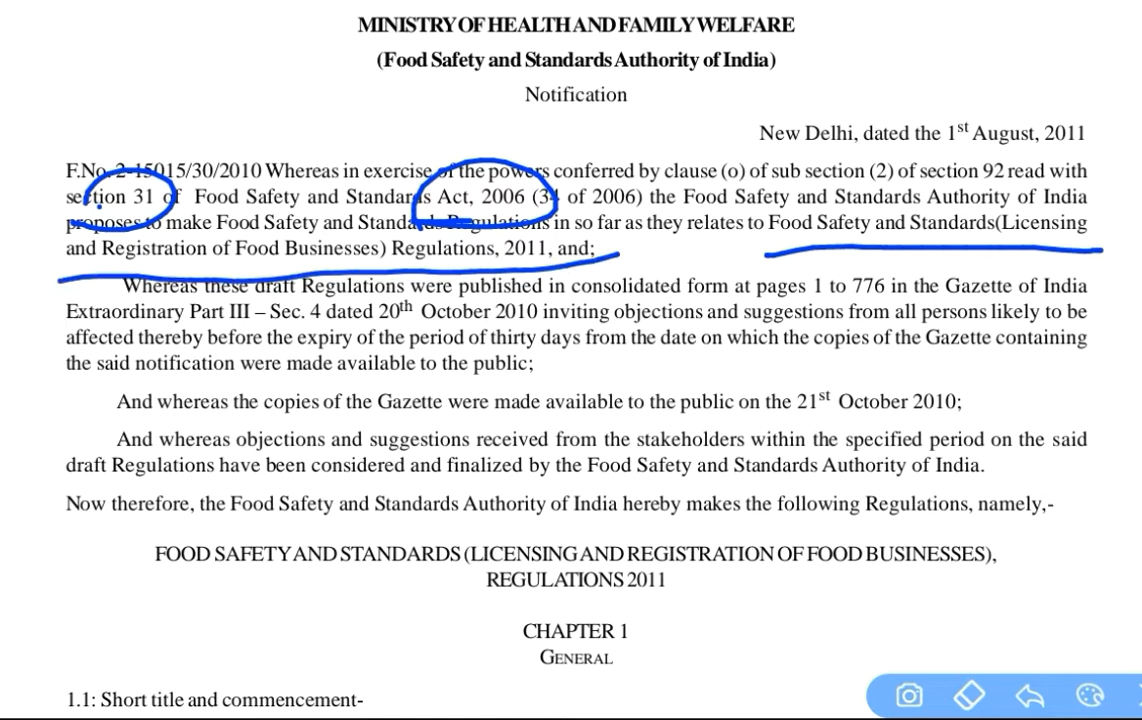 MINISTRY OF HEALTH AND FAMILY WELFARE
(Food Safety and Standards Authority of India)
Notification
New Delhi, dated the 1st August, 2011
F.No. 2-15015/30/2010 Whereas in exercise of the powers conferred by clause (o) of sub section (2) of section 92 read with
section 31 of Food Safety and Standards Act, 2006 (34 of 2006) the Food Safety and Standards Authority of India
proposes to make Food Safety and Standards Regulations in so far as they relates to Food Safety and Standards(Licensing
and Registration of Food Businesses) Regulations, 2011, and;
Whereas these draft Regulations were published in consolidated form at pages 1 to 776 in the Gazette of India
Extraordinary Part III – Sec. 4 dated 20th October 2010 inviting objections and suggestions from all persons likely to be
affected thereby before the expiry of the period of thirty days from the date on which the copies of the Gazette containing
the said notification were made available to the public;
And whereas the copies of the Gazette were made available to the public on the 21st October 2010;
And whereas objections and suggestions received from the stakeholders within the specified period on the said
draft Regulations have been considered and finalized by the Food Safety and Standards Authority of India.
Now therefore, the Food Safety and Standards Authority of India hereby makes the following Regulations, namely,-
FOOD SAFETY AND STANDARDS (LICENSING AND REGISTRATION OF FOOD BUSINESSES),
REGULATIONS 2011
CHAPTER 1
GENERAL
1.1: Short title and commencement-